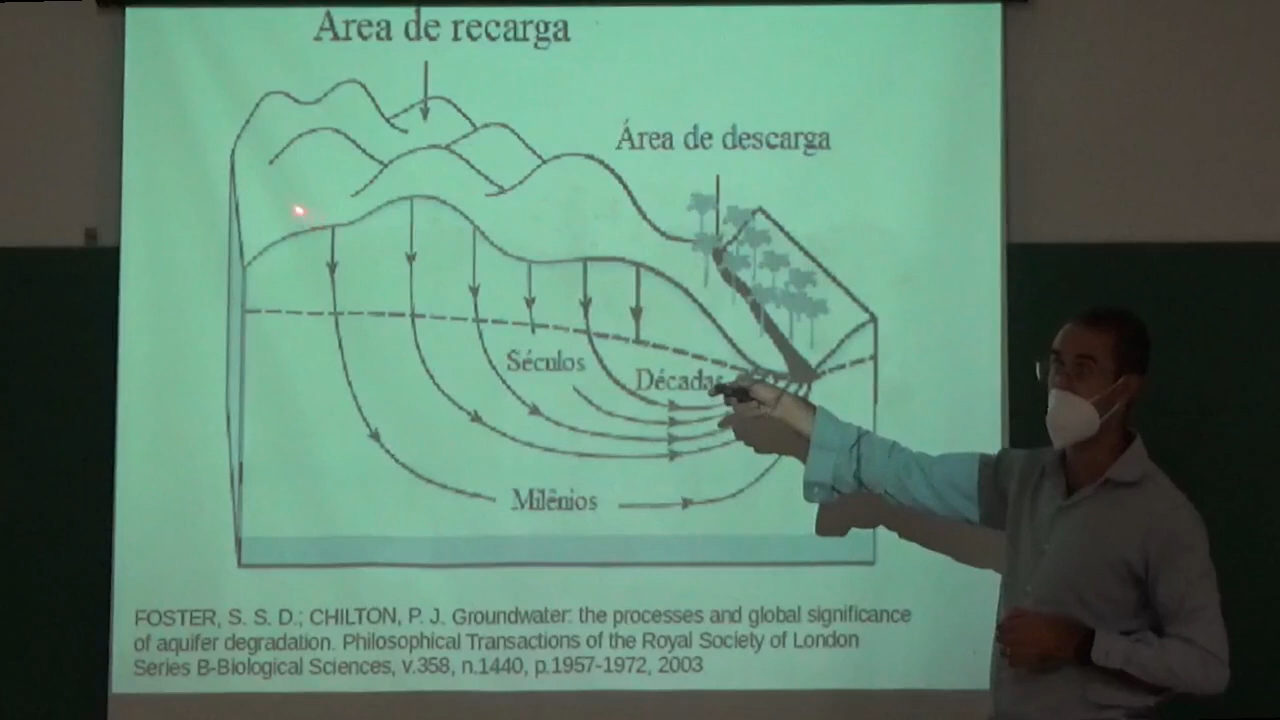 Área de recarga
Área de descarga
Séculos
Décadas
Milênios
FOSTER, S. S. D.; CHILTON, P. J. Groundwater: the processes and global significance
of aquifer degradation. Philosophical Transactions of the Royal Society of London
Series B-Biological Sciences, v.358, n.1440, p.1957-1972, 2003